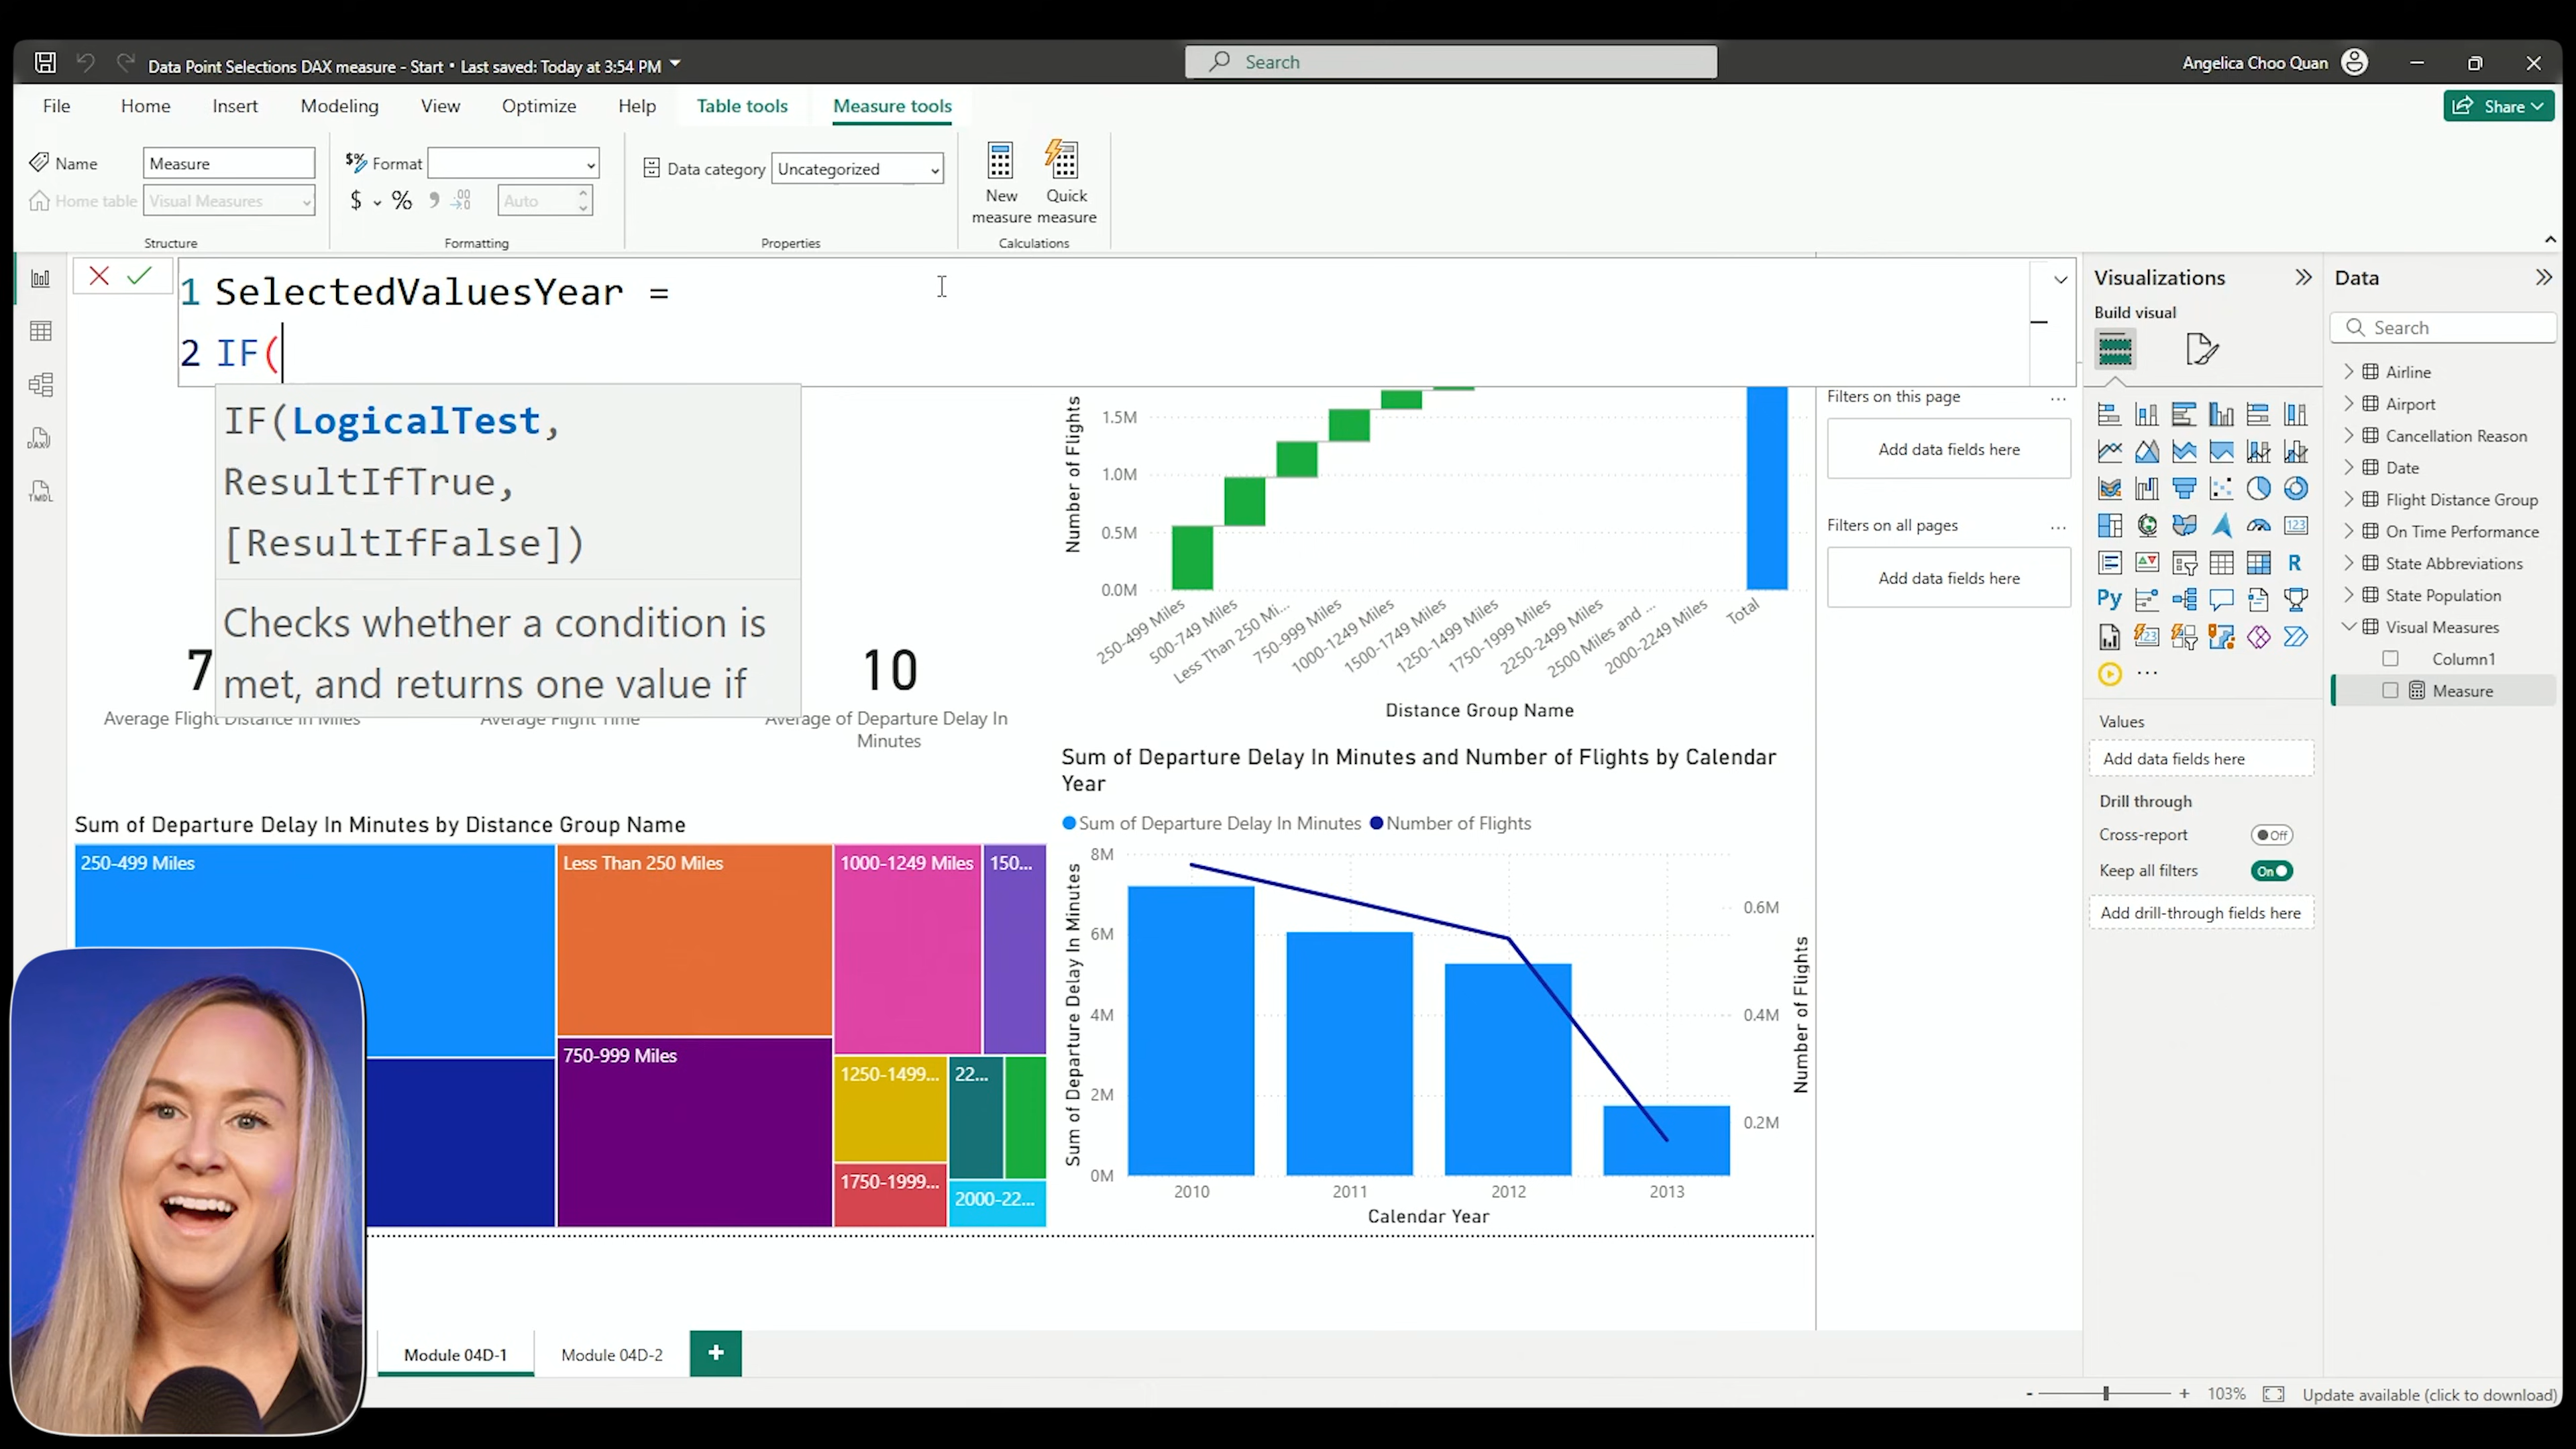 Data Point Selections DAX measure - Start • Last saved: Today at 3:54 PM
Search
Angelica Choo Quan
File Home Insert Modeling View Optimize Help Table tools Measure tools
Share
Name Measure
Home table Visual Measures
Structure
Format
$ % Auto
Formatting
Data category Uncategorized
Properties
New measure
Quick measure
Calculations
1 SelectedValuesYear =
2 IF(
IF(LogicalTest,
ResultIfTrue,
[ResultIfFalse])
Checks whether a condition is
met, and returns one value if
DAX
TMDL
7
Average Flight Distance In Miles
Average Flight Time
10
Average of Departure Delay In
Minutes
Number of Flights
1.5M
1.0M
0.5M
0.0M
250-499 Miles
500-749 Miles
Less Than 250 Mi...
750-999 Miles
1000-1249 Miles
1500-1749 Miles
1250-1499 Miles
1750-1999 Miles
2250-2499 Miles
2500 Miles and ...
2000-2249 Miles
Total
Distance Group Name
Sum of Departure Delay In Minutes by Distance Group Name
250-499 Miles
Less Than 250 Miles
1000-1249 Miles
150...
750-999 Miles
1250-1499...
22...
1750-1999...
2000-22...
Sum of Departure Delay In Minutes and Number of Flights by Calendar
Year
Sum of Departure Delay In Minutes Number of Flights
Sum of Departure Delay In Minutes
8M
6M
4M
2M
0M
0.6M
0.4M
0.2M
Number of Flights
2010 2011 2012 2013
Calendar Year
Filters on this page
Add data fields here
Filters on all pages
Add data fields here
Visualizations
Build visual
123
R
Py
123
Values
Add data fields here
Drill through
Cross-report Off
Keep all filters On
Add drill-through fields here
Data
Search
Airline
Airport
Cancellation Reason
Date
Flight Distance Group
On Time Performance
State Abbreviations
State Population
Visual Measures
Column1
Measure
Module 04D-1
Module 04D-2
103%
Update available (click to download)